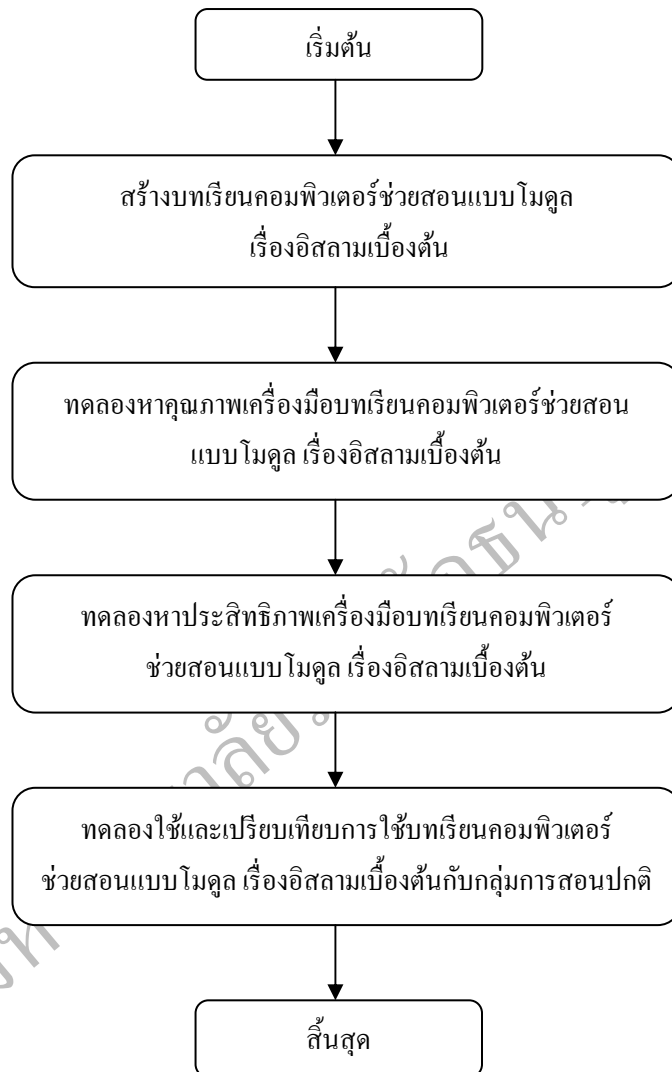 เริ่มต้น
สร้างบทเรียนคอมพิวเตอร์ช่วยสอนแบบโมดูล
เรื่องอิสลามเบื้องต้น
ทดลองหาคุณภาพเครื่องมือบทเรียนคอมพิวเตอร์ช่วยสอน
แบบโมดูล เรื่องอิสลามเบื้องต้น
ทดลองหาประสิทธิภาพเครื่องมือบทเรียนคอมพิวเตอร์
ช่วยสอนแบบโมดูล เรื่องอิสลามเบื้องต้น
ทดลองใช้และเปรียบเทียบการใช้บทเรียนคอมพิวเตอร์
ช่วยสอนแบบโมดูล เรื่องอิสลามเบื้องต้นกับกลุ่มการสอนปกติ
สิ้นสุด